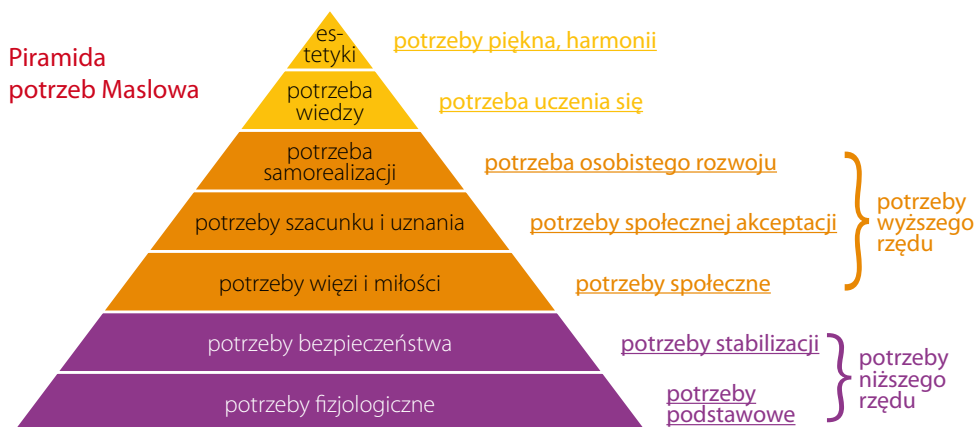 Piramida
potrzeb Maslowa
es-
tetyki
potrzeby piękna, harmonii
potrzeba
wiedzy
potrzeba uczenia się
potrzeba
samorealizacji
potrzeba osobistego rozwoju
potrzeby szacunku i uznania
potrzeby społecznej akceptacji
potrzeby więzi i miłości
potrzeby społeczne
potrzeby
wyższego
rzędu
potrzeby bezpieczeństwa
potrzeby stabilizacji
potrzeby fizjologiczne
potrzeby
podstawowe
potrzeby
niższego
rzędu